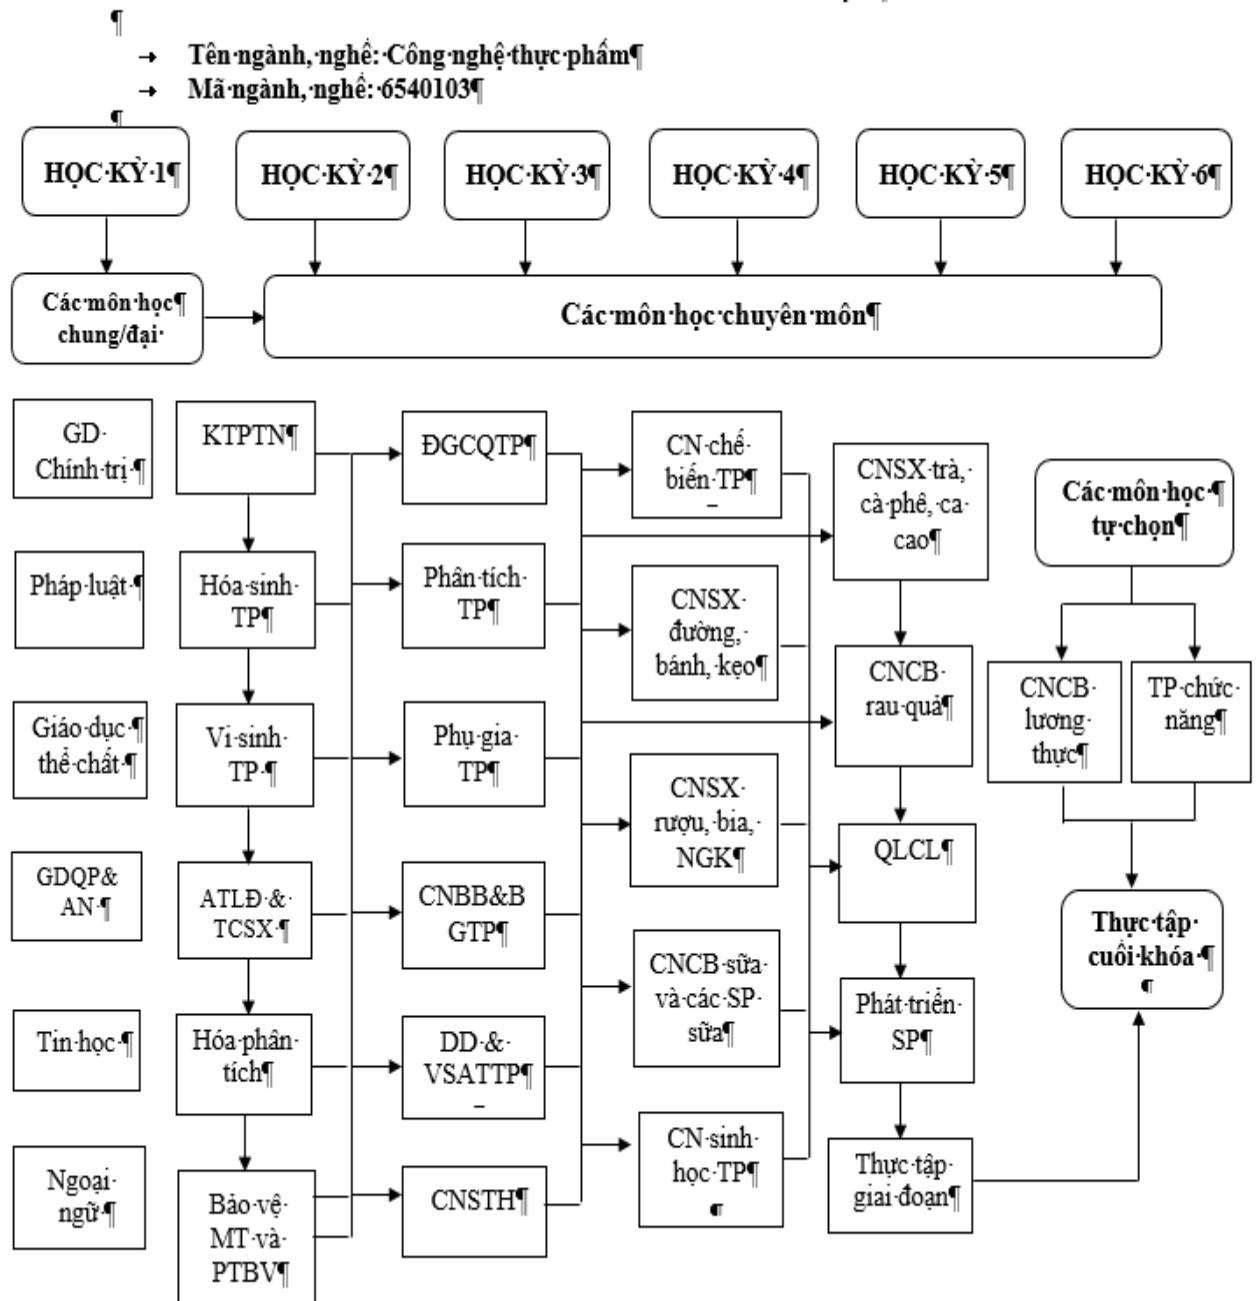 Tên ngành, nghề: Công nghệ thực phẩm
Mã ngành, nghề: 6540103
HỌC KỲ 1
HỌC KỲ 2
HỌC KỲ 3
HỌC KỲ 4
HỌC KỲ 5
HỌC KỲ 6
Các môn học
chung/đại
Các môn học chuyên môn
GD
Chính trị
Pháp luật
Giáo dục
thể chất
GDQP&
AN
Tin học
Ngoại
ngữ
KTPTN
Hóa sinh
TP
Vi sinh
TP
ATLĐ &
TCSX
Hóa phân
tích
Bảo vệ
MT và
PTBV
ĐGCQTP
Phân tích
TP
Phụ gia
TP
CNBB&B
GTP
DD &
VSATTP
CNSTH
CN chế
biến TP
CNSX
đường,
bánh, kẹo
CNSX
rượu, bia,
NGK
CNCB sữa
và các SP
sữa
CN sinh
học TP
CNSX trà,
cà phê, ca
cao
CNCB
rau quả
QLCL
Phát triển
SP
Thực tập
giai đoạn
Các môn học
tự chọn
CNCB
lương
thực
TP chức
năng
Thực tập
cuối khóa